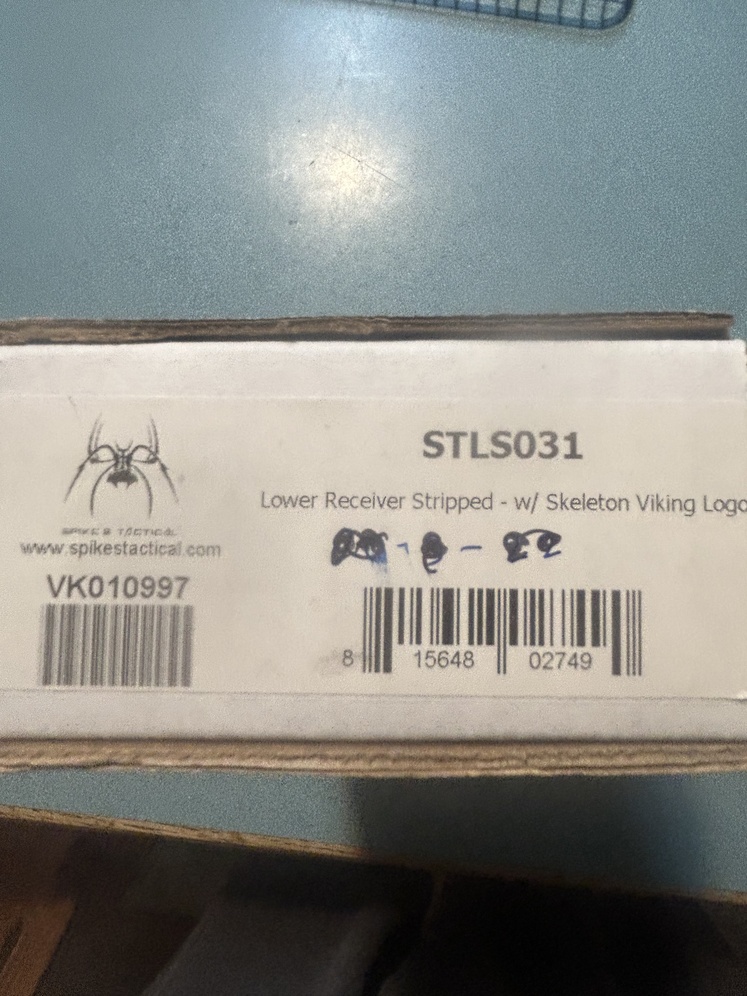 STLS031
Lower Receiver Stripped - w/ Skeleton Viking Logo
SPIKE'S TACTICAL
www.spikestactical.com
VK010997
8 15648 02749